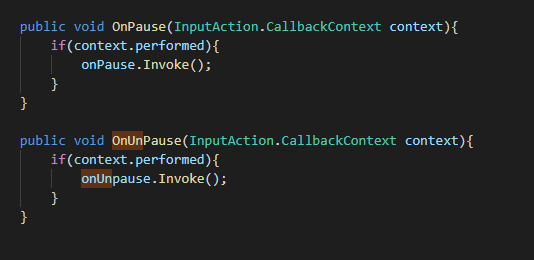 public void OnPause(InputAction.CallbackContext context){
    if(context.performed){
        onPause.Invoke();
    }
}

public void OnUnPause(InputAction.CallbackContext context){
    if(context.performed){
        onUnpause.Invoke();
    }
}